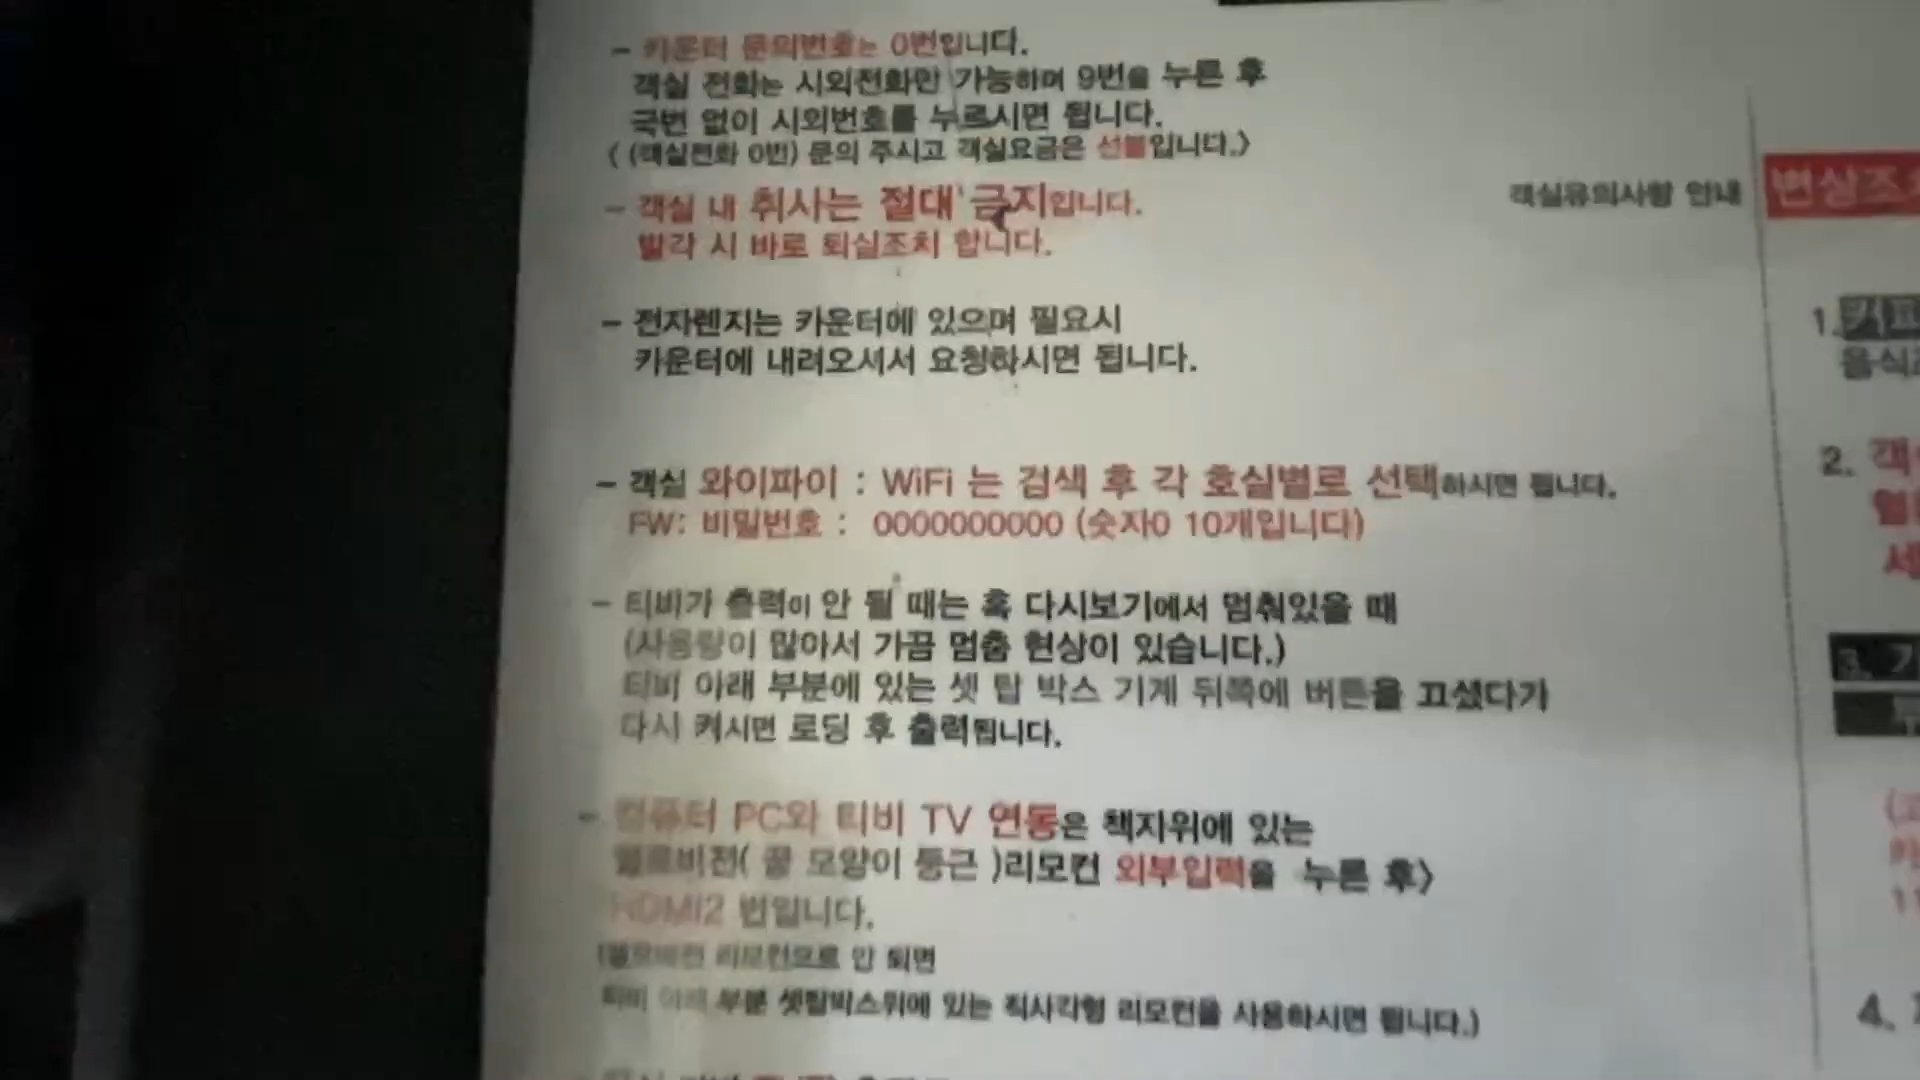 - 카운터 문의번호는 0번입니다.
객실 전화는 시외전화만 가능하며 9번을 누른 후
국번 없이 시외번호를 누르시면 됩니다.
( (객실전화 0번) 문의 주시고 객실요금은 선불입니다.)
- 객실 내 취사는 절대 금지입니다.
발각 시 바로 퇴실조치 합니다.
- 전자렌지는 카운터에 있으며 필요시
카운터에 내려오셔서 요청하시면 됩니다.
- 객실 와이파이 : WiFi 는 검색 후 각 호실별로 선택하시면 됩니다.
FW: 비밀번호 : 0000000000 (숫자0 10개입니다)
- 티비가 출력이 안 될 때는 혹 다시보기에서 멈춰있을 때
(사용량이 많아서 가끔 멈춤 현상이 있습니다.)
티비 아래 부분에 있는 셋 탑 박스 기계 뒤쪽에 버튼을 끄셨다가
다시 켜시면 로딩 후 출력됩니다.
- 컴퓨터 PC와 티비 TV 연동은 책자위에 있는
헬로비전( 꿀 모양이 둥근 )리모컨 외부입력을 누른 후>
HDMI2 번입니다.
(헬로비전 리모컨으로 안 되면
티비 아래 부분 셋탑박스위에 있는 직사각형 리모컨을 사용하시면 됩니다.)
객실유의사항 안내
변상조치
1.
2.
3.
4.